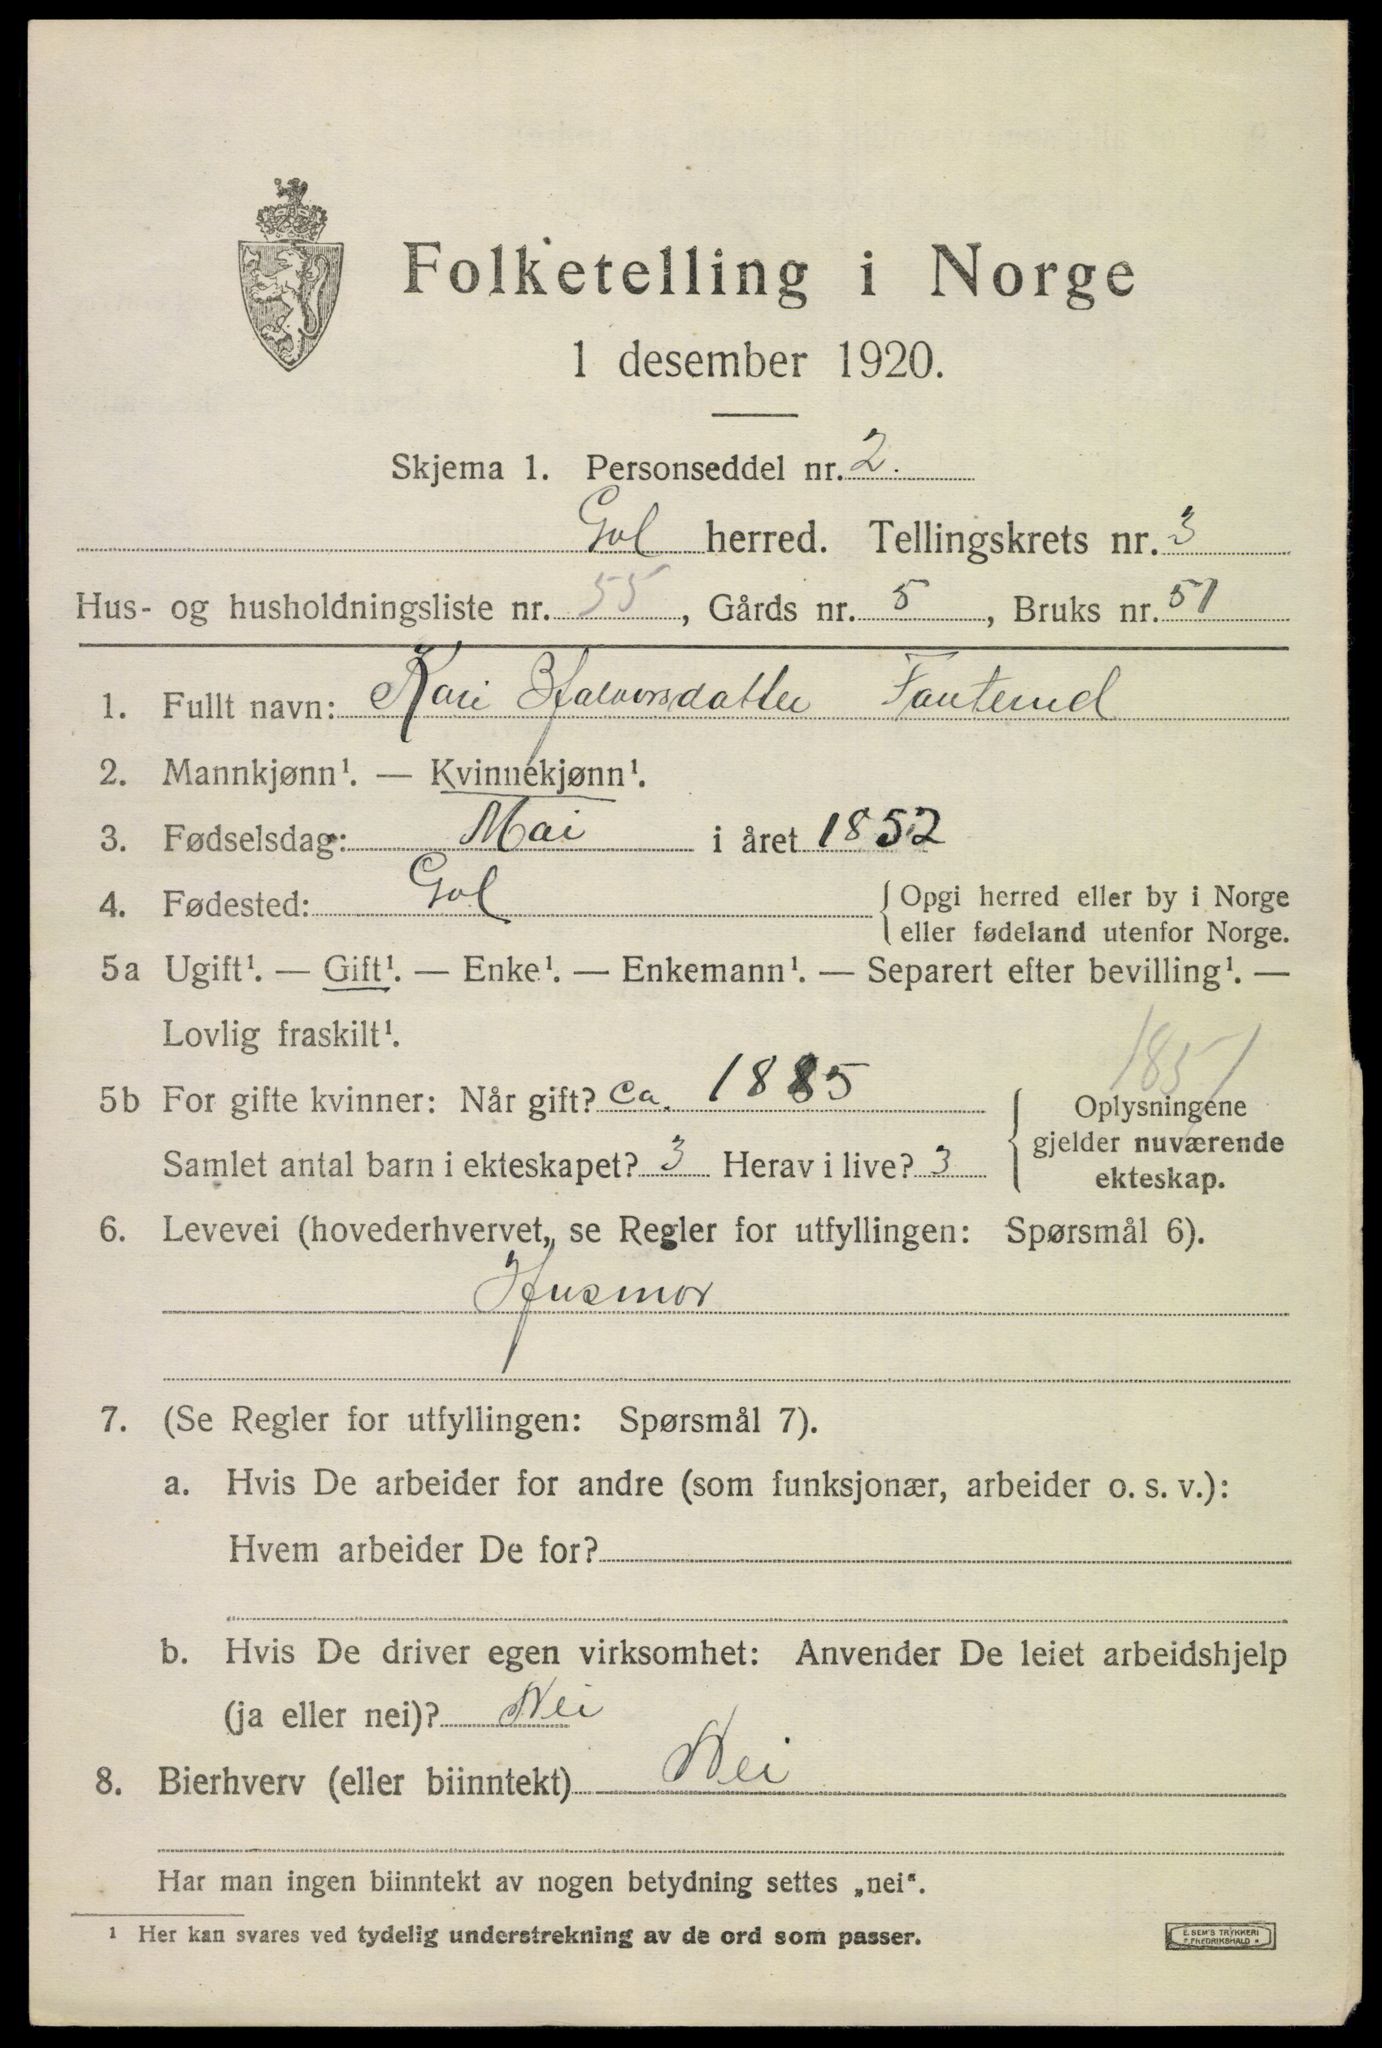 Folketelling i Norge
1 desember 1920.
Skjema 1. Personseddel nr. 2.
Gol herred. Tellingskrets nr. 3
Hus- og husholdningsliste nr. 55, Gårds nr. 5, Bruks nr. 51
1. Fullt navn: Kari Halvorsdatter Fauterud
2. Mannkjønn¹. — Kvinnekjønn¹.
3. Fødselsdag: Mai i året 1852
4. Fødested: Gol { Opgi herred eller by i Norge
eller fødeland utenfor Norge.
5a Ugift¹. — Gift¹. — Enke¹. — Enkemann¹. — Separert efter bevilling¹. —
Lovlig fraskilt¹.
1851
5b For gifte kvinner: Når gift? Ca. 1885 { Oplysningene
gjelder nuværende
Samlet antal barn i ekteskapet? 3 Herav i live? 3
ekteskap.
6. Levevei (hovederhvervet, se Regler for utfyllingen: Spørsmål 6).
Husmor
7. (Se Regler for utfyllingen: Spørsmål 7).
a. Hvis De arbeider for andre (som funksjonær, arbeider o. s. v.):
Hvem arbeider De for?
b. Hvis De driver egen virksomhet: Anvender De leiet arbeidshjelp
(ja eller nei)? Nei
8. Bierhverv (eller biinntekt) Nei
Har man ingen biinntekt av nogen betydning settes „nei“.
¹ Her kan svares ved tydelig understrekning av de ord som passer.
E. SEM'S TRYKKERI
FREDRIKSHALD